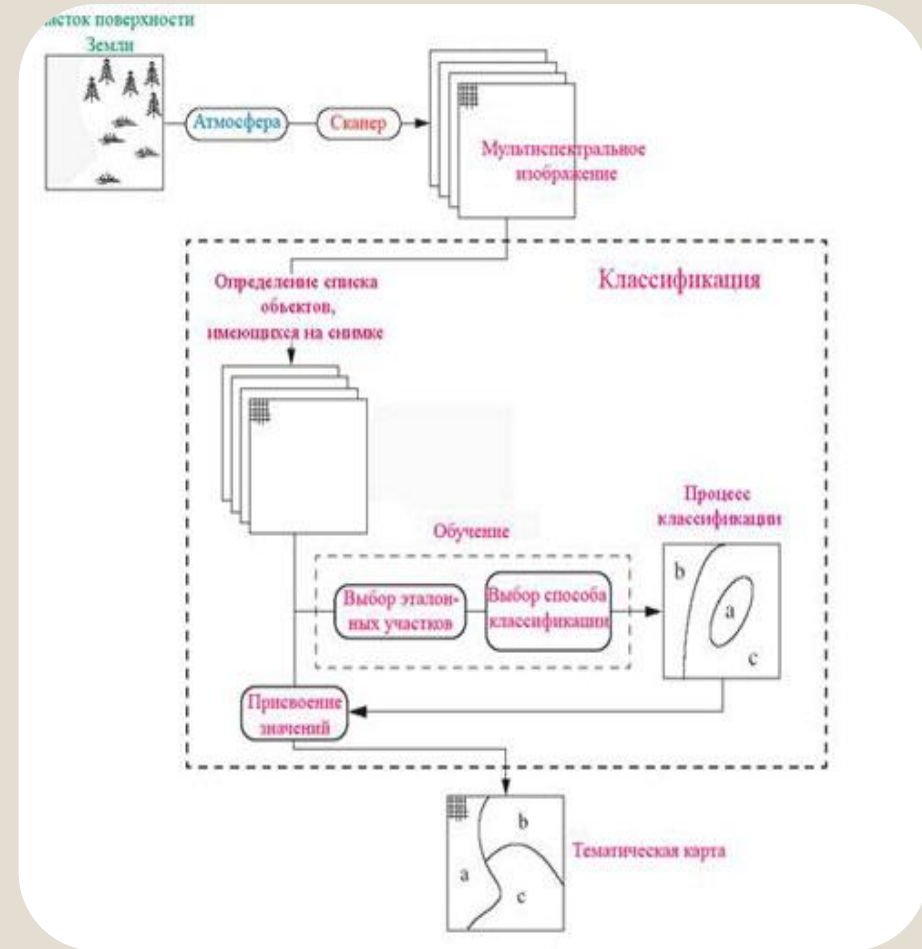 поверхности
Земли
Атмосфера
Сканер
Мультиспектральное
изображение
Классификация
Определение списка
объектов,
имеющихся на снимке
Процесс
классификации
Обучение
b
a
c
Выбор эталон-
ных участков
Выбор способа
классификации
Присвоение
значений
b
a
c
Тематическая карта